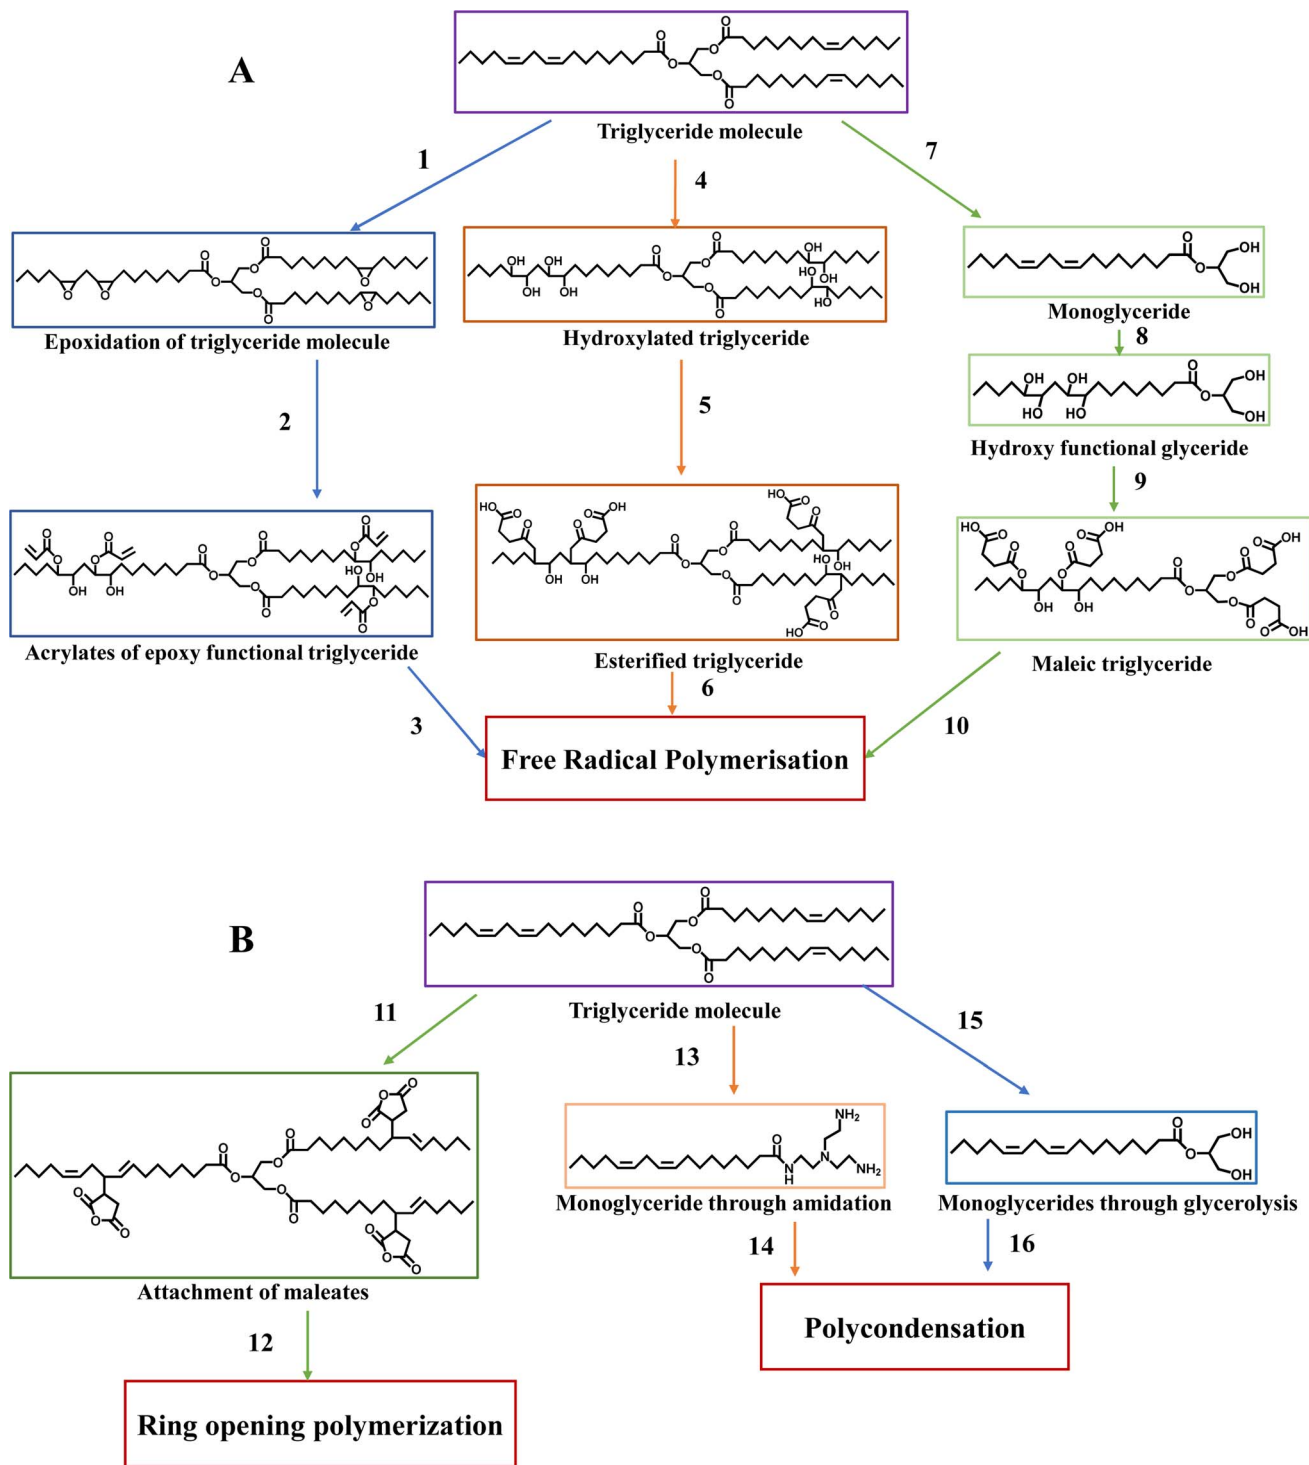 A
Triglyceride molecule
1
4
7
Epoxidation of triglyceride molecule
Hydroxylated triglyceride
Monoglyceride
8
2
5
Hydroxy functional glyceride
9
Acrylates of epoxy functional triglyceride
Esterified triglyceride
Maleic triglyceride
3
6
10
Free Radical Polymerisation
B
Triglyceride molecule
11
13
15
Attachment of maleates
Monoglyceride through amidation
Monoglycerides through glycerolysis
12
14
16
Polycondensation
Ring opening polymerization